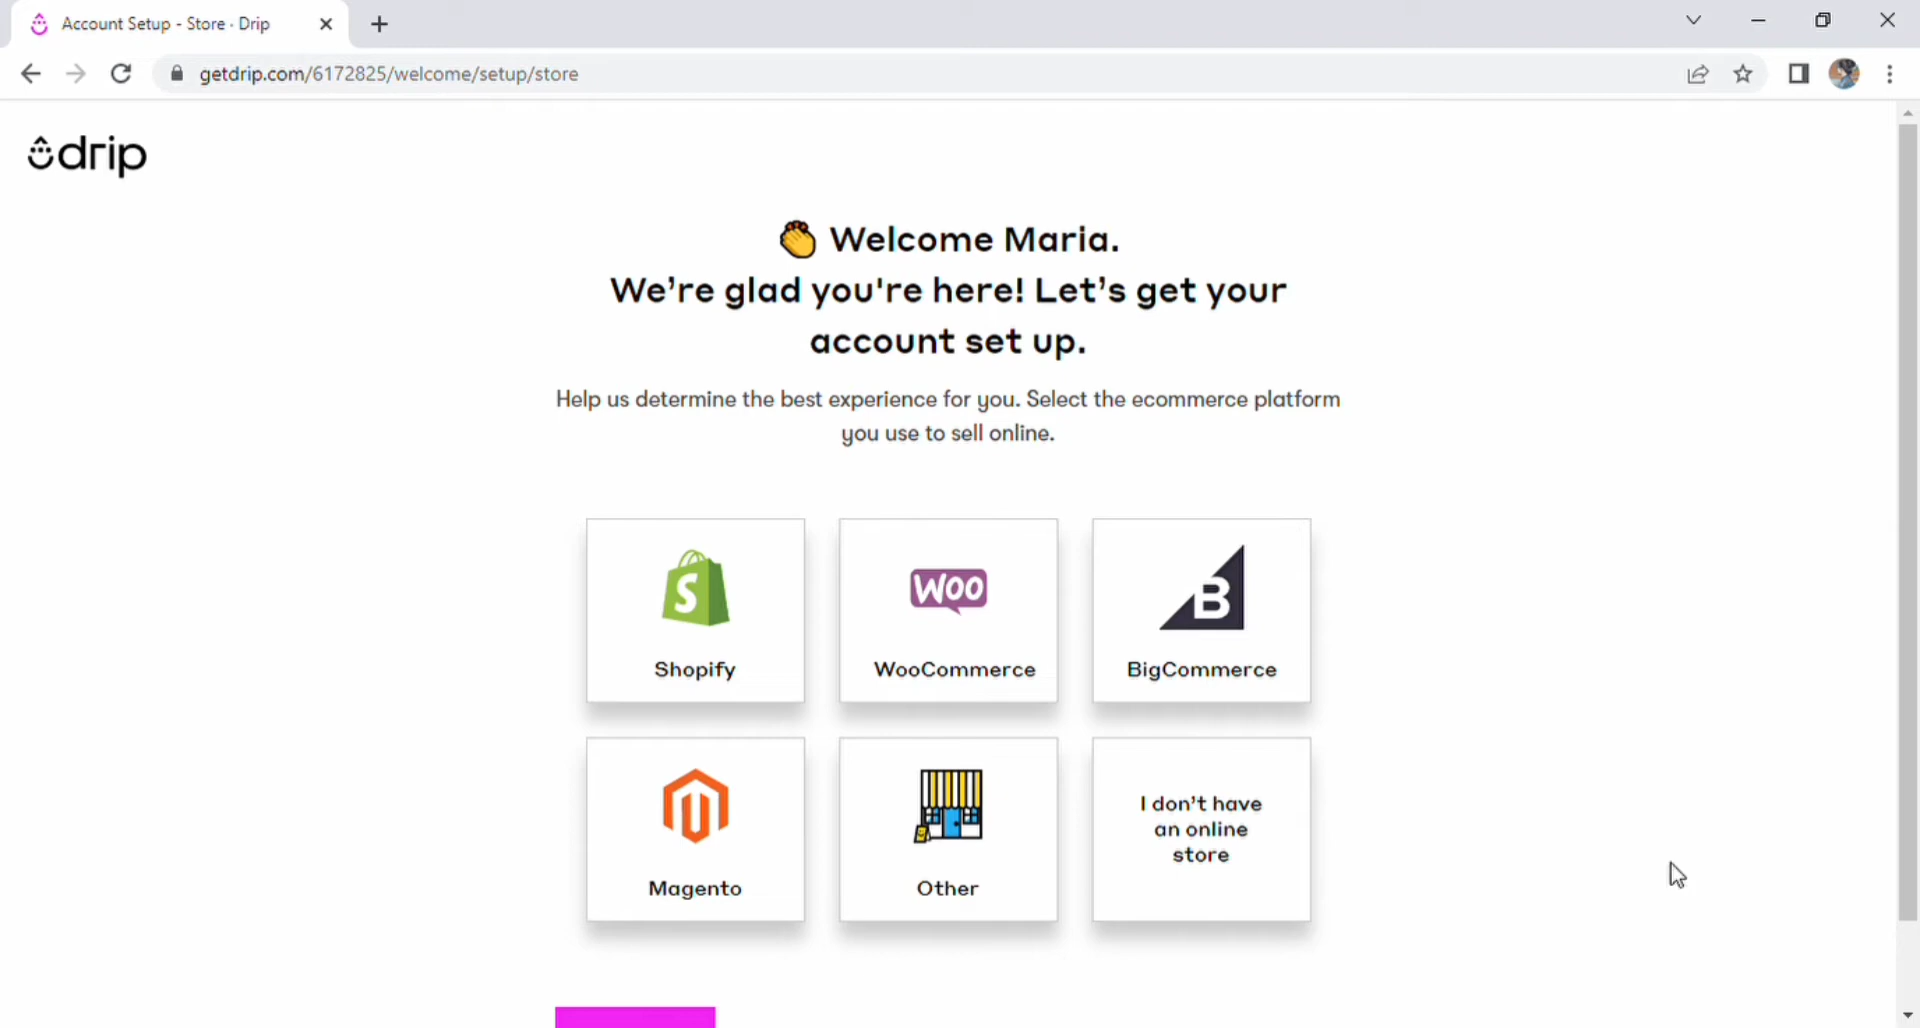 Account Setup - Store · Drip
getdrip.com/6172825/welcome/setup/store
drip
Welcome Maria.
We’re glad you're here! Let’s get your
account set up.
Help us determine the best experience for you. Select the ecommerce platform
you use to sell online.
S
WOO
B
Shopify
WooCommerce
BigCommerce
Magento
Other
I don’t have
an online
store